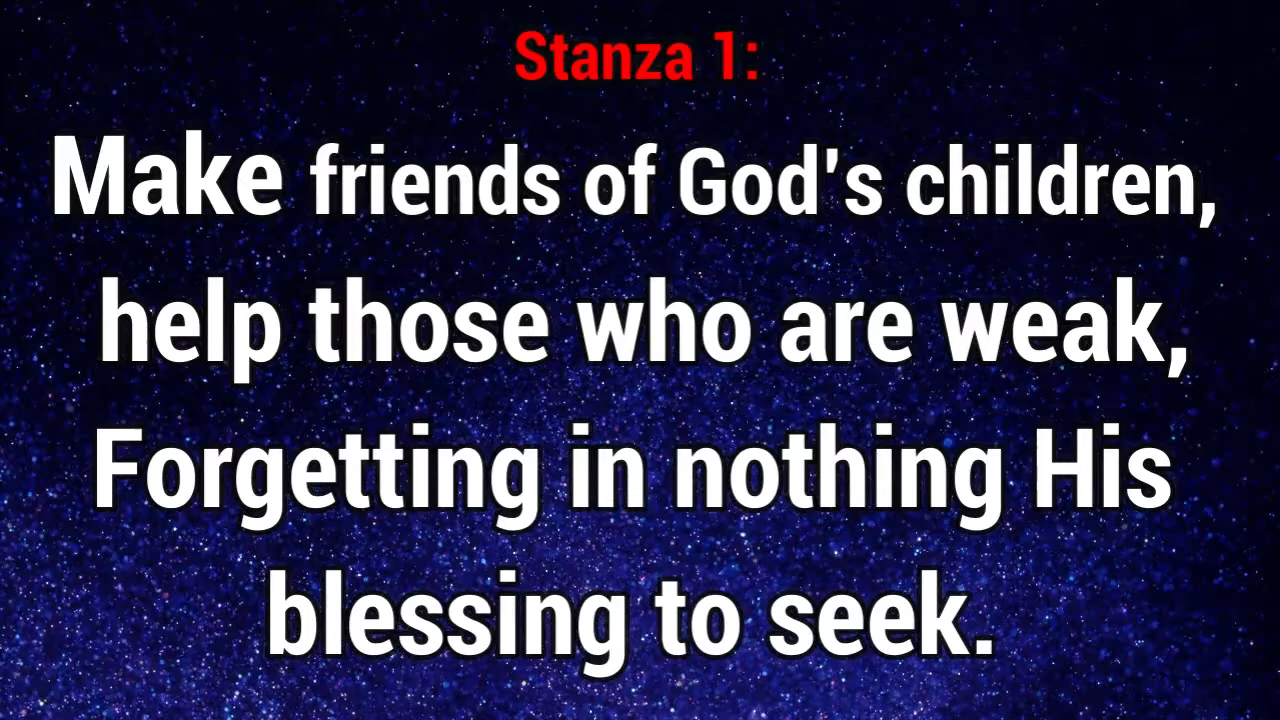 Stanza 1:
Make friends of God's children,
help those who are weak,
Forgetting in nothing His
blessing to seek.